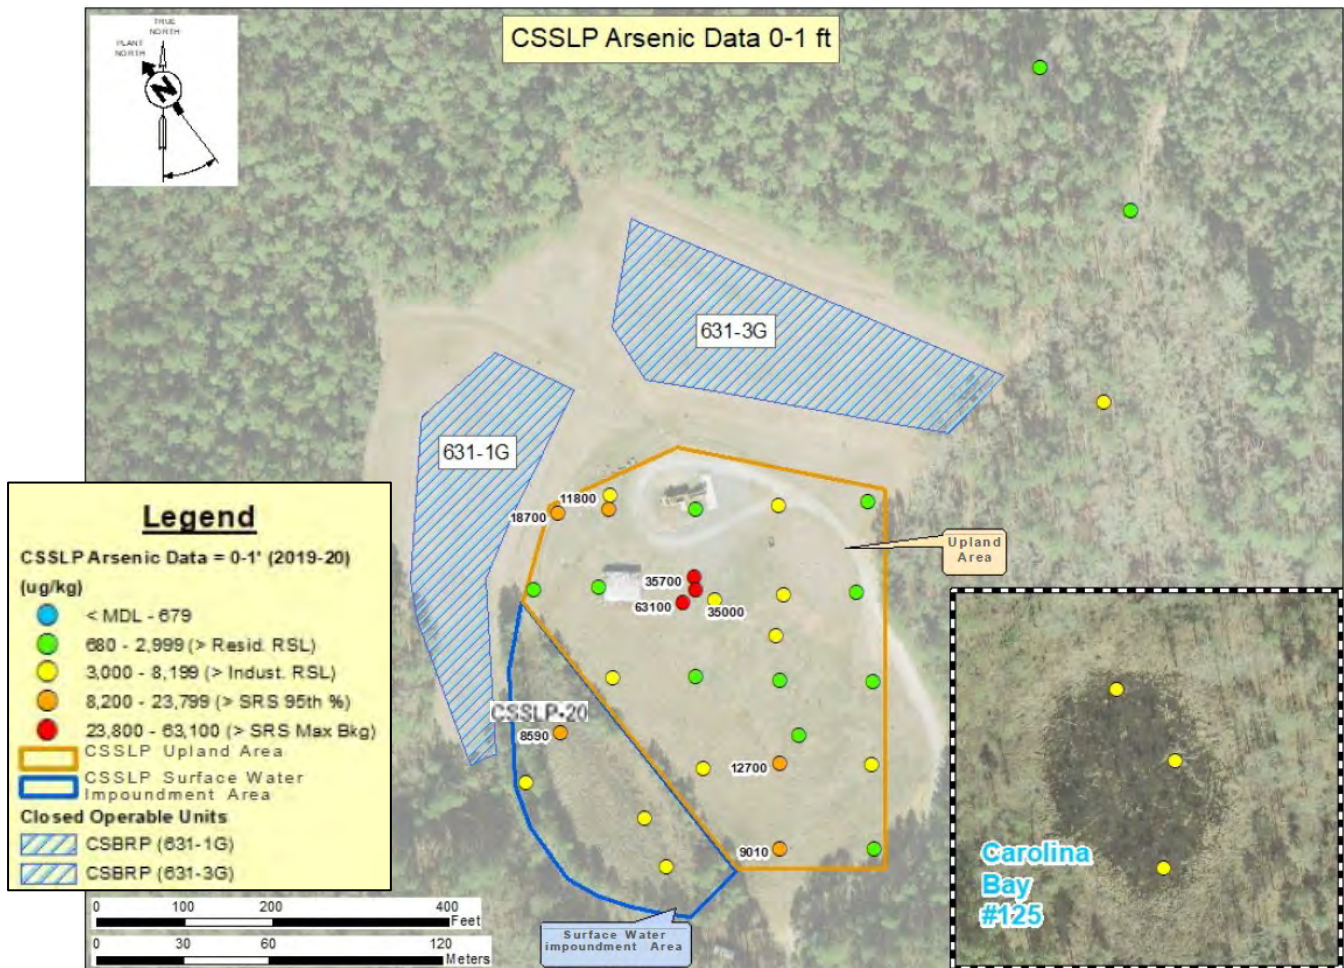 CSSLP Arsenic Data 0-1 ft
TRUE
NORTH
PLANT
NORTH
N
631-3G
631-1G
11800
18700
35700
63100
35000
Upland
Area
CSSLP-20
8590
12700
9010
Legend
CSSLP Arsenic Data = 0-1' (2019-20)
(ug/kg)
< MDL - 679
680 - 2,999 (> Resid. RSL)
3,000 - 8,199 (> Indust. RSL)
8,200 - 23,799 (> SRS 95th %)
23,800 - 63,100 (> SRS Max Bkg)
CSSLP Upland Area
CSSLP Surface Water
Impoundment Area
Closed Operable Units
CSBRP (631-1G)
CSBRP (631-3G)
0 100 200 400
Feet
0 30 60 120
Meters
Surface Water
impoundment Area
Carolina
Bay
#125